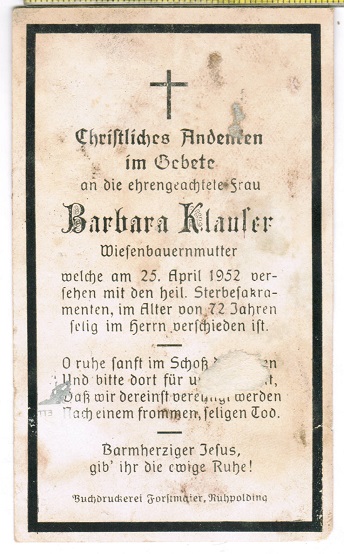 Christliches Andenken
im Gebete
an die ehrengeachtete Frau
Barbara Klauser
Wiesenbauernmutter
welche am 25. April 1952 ver-
sehen mit den heil. Sterbesakra-
menten, im Alter von 72 Jahren
selig im Herrn verschieden ist.
O ruhe sanft im Schoß
Und bitte dort für
Daß wir dereinst vereinigt werden
Nach einem frommen, seligen Tod.
Barmherziger Jesus,
gib' ihr die ewige Ruhe!
Buchdruckerei Forstmaier, Ruhpolding